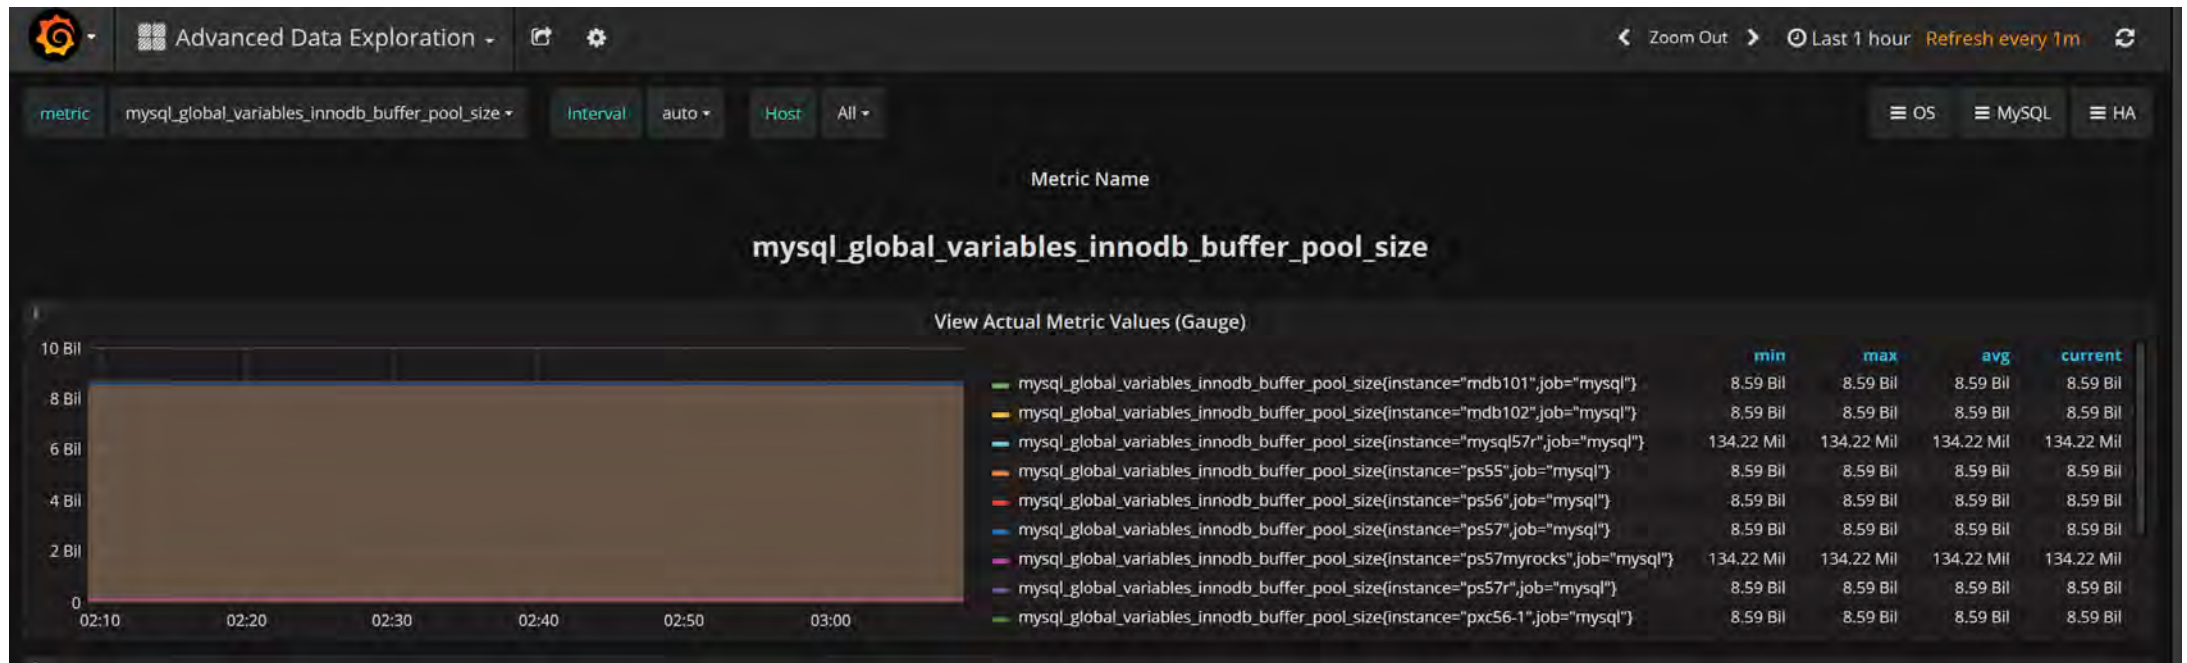 Advanced Data Exploration
Zoom Out Last 1 hour Refresh every 1m
metric mysql_global_variables_innodb_buffer_pool_size Interval auto Host All OS MySQL HA
Metric Name
mysql_global_variables_innodb_buffer_pool_size
i
View Actual Metric Values (Gauge)
10 Bil
8 Bil
6 Bil
4 Bil
2 Bil
0
02:10 02:20 02:30 02:40 02:50 03:00
min max avg current
mysql_global_variables_innodb_buffer_pool_size{instance="mdb101",job="mysql"} 8.59 Bil 8.59 Bil 8.59 Bil 8.59 Bil
mysql_global_variables_innodb_buffer_pool_size{instance="mdb102",job="mysql"} 8.59 Bil 8.59 Bil 8.59 Bil 8.59 Bil
mysql_global_variables_innodb_buffer_pool_size{instance="mysql57r",job="mysql"} 134.22 Mil 134.22 Mil 134.22 Mil 134.22 Mil
mysql_global_variables_innodb_buffer_pool_size{instance="ps55",job="mysql"} 8.59 Bil 8.59 Bil 8.59 Bil 8.59 Bil
mysql_global_variables_innodb_buffer_pool_size{instance="ps56",job="mysql"} 8.59 Bil 8.59 Bil 8.59 Bil 8.59 Bil
mysql_global_variables_innodb_buffer_pool_size{instance="ps57",job="mysql"} 8.59 Bil 8.59 Bil 8.59 Bil 8.59 Bil
mysql_global_variables_innodb_buffer_pool_size{instance="ps57myrocks",job="mysql"} 134.22 Mil 134.22 Mil 134.22 Mil 134.22 Mil
mysql_global_variables_innodb_buffer_pool_size{instance="ps57r",job="mysql"} 8.59 Bil 8.59 Bil 8.59 Bil 8.59 Bil
mysql_global_variables_innodb_buffer_pool_size{instance="pxc56-1",job="mysql"} 8.59 Bil 8.59 Bil 8.59 Bil 8.59 Bil